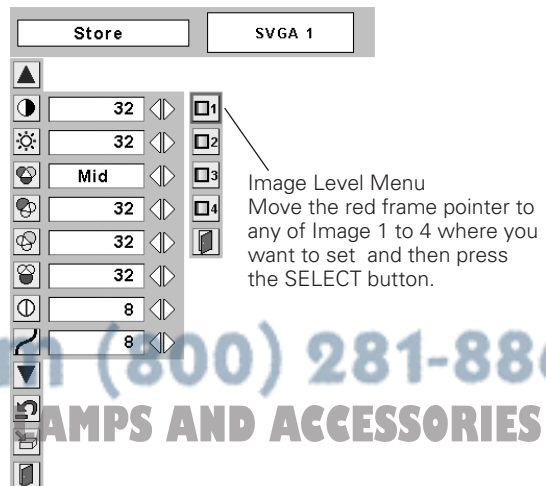 Store
SVGA 1
32
1
32
2
Mid
3
32
4
32
32
8
8
Image Level Menu
Move the red frame pointer to
any of Image 1 to 4 where you
want to set and then press
the SELECT button.
(800) 281-88
LAMPS AND ACCESSORIES